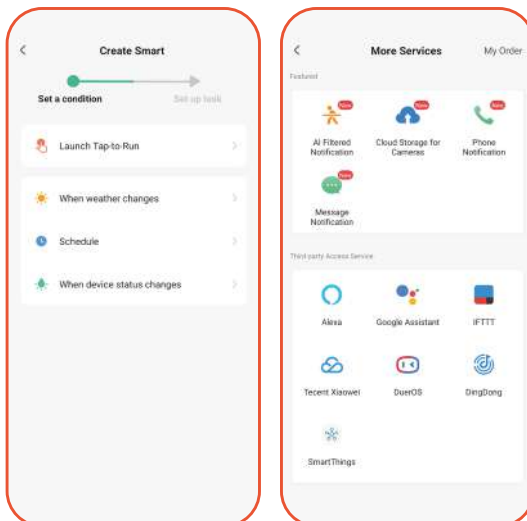 Create Smart
Set a condition
Set up task
Launch Tap-to-Run
When weather changes
Schedule
When device status changes
More Services
My Order
Featured
New
New
New
AI Filtered
Notification
Cloud Storage for
Cameras
Phone
Notification
New
Message
Notification
Third-party Access Service
Alexa
Google Assistant
IFTTT
Tecent Xiaowei
DuerOS
DingDong
SmartThings